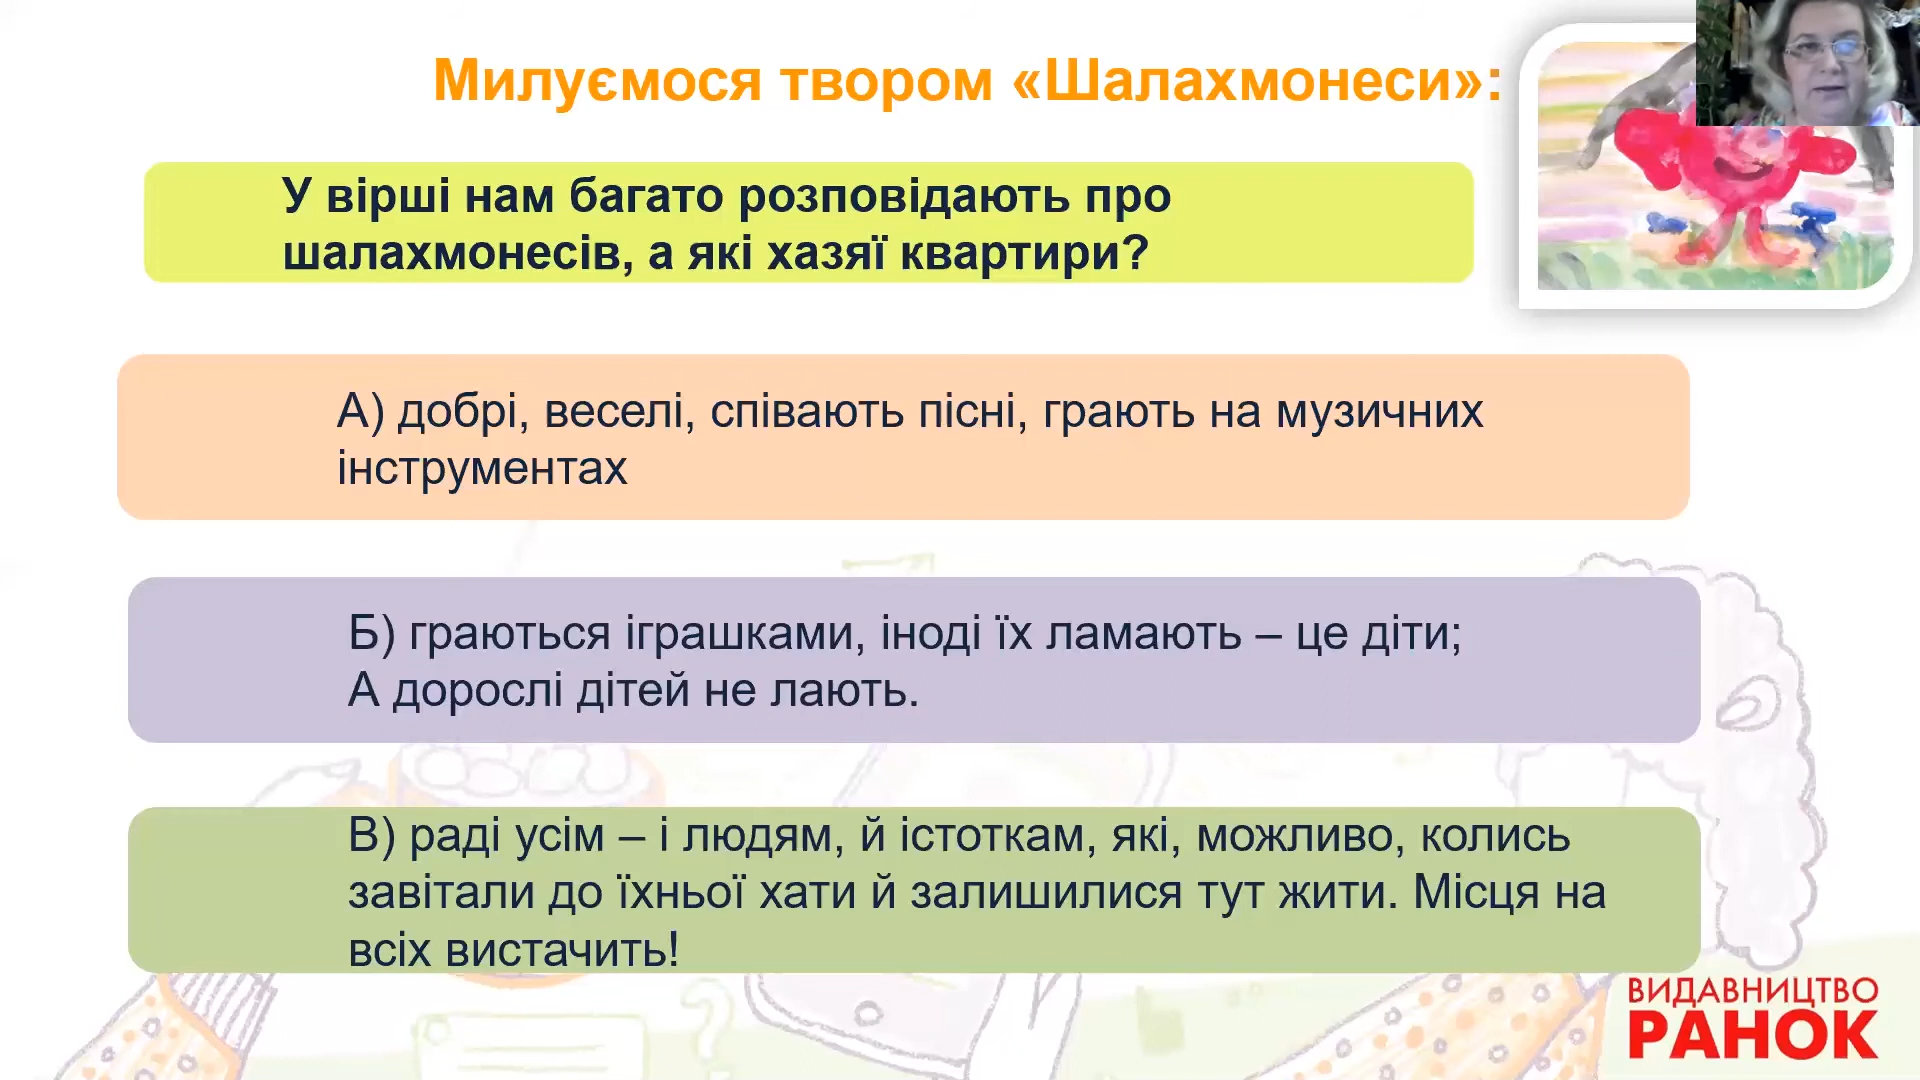 Милуємося твором «Шалахмонеси»:
У вірші нам багато розповідають про
шалахмонесів, а які хазяї квартири?
А) добрі, веселі, співають пісні, грають на музичних
інструментах
Б) граються іграшками, іноді їх ламають – це діти;
А дорослі дітей не лають.
В) раді усім – і людям, й істоткам, які, можливо, колись
завітали до їхньої хати й залишилися тут жити. Місця на
всіх вистачить!
ВИДАВНИЦТВО
РАНОК